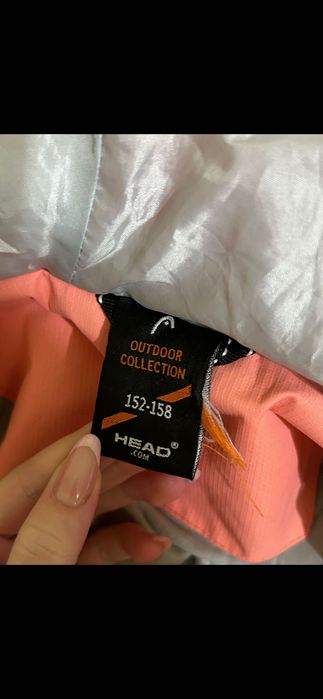 OUTDOOR
COLLECTION
152-158
HEAD®
.COM